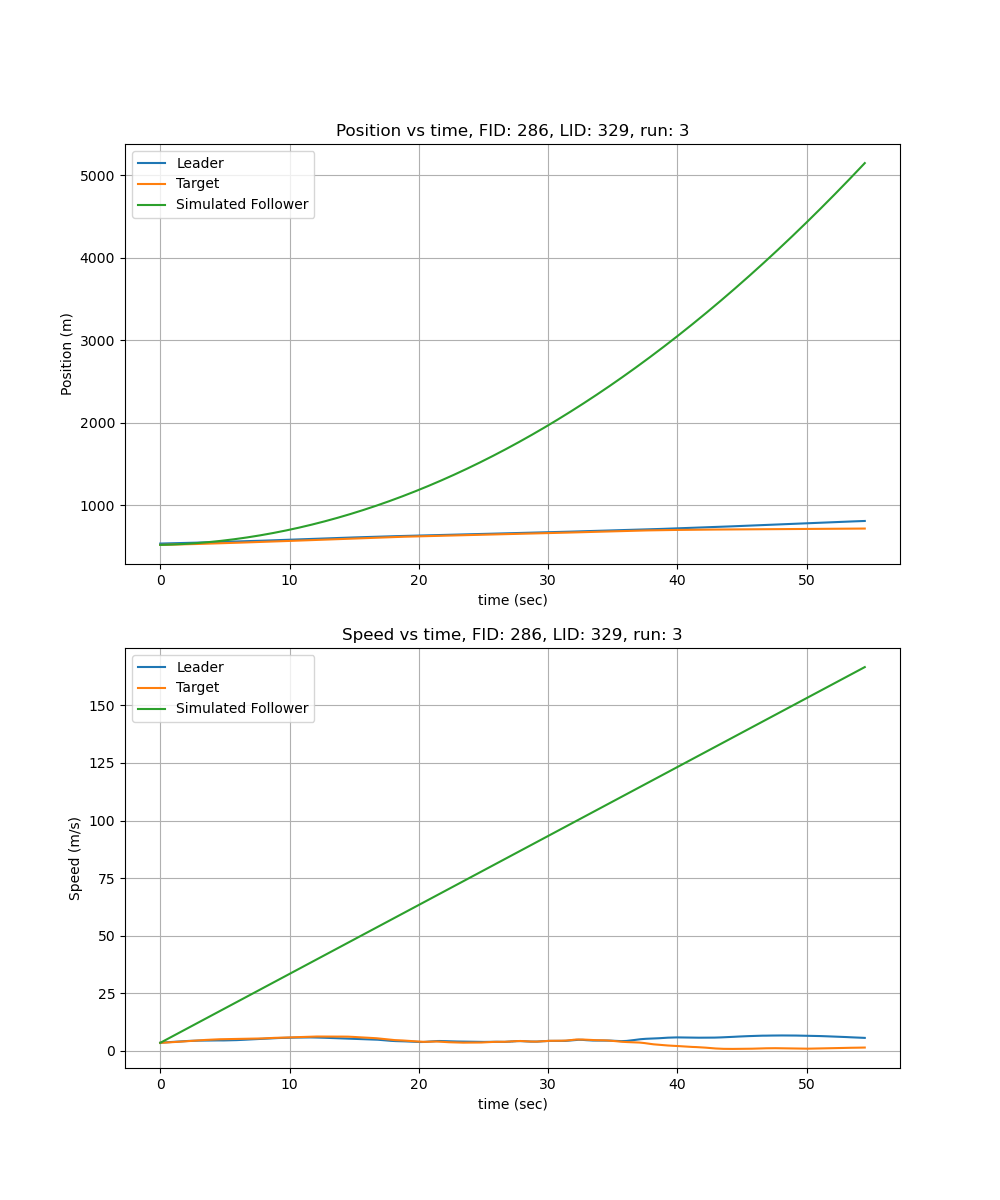 Position vs time, FID: 286, LID: 329, run: 3
Leader
Target
Simulated Follower
5000
4000
3000
2000
1000
Position (m)
0 10 20 30 40 50
time (sec)
Speed vs time, FID: 286, LID: 329, run: 3
Leader
Target
Simulated Follower
150
125
100
75
50
25
0
Speed (m/s)
0 10 20 30 40 50
time (sec)